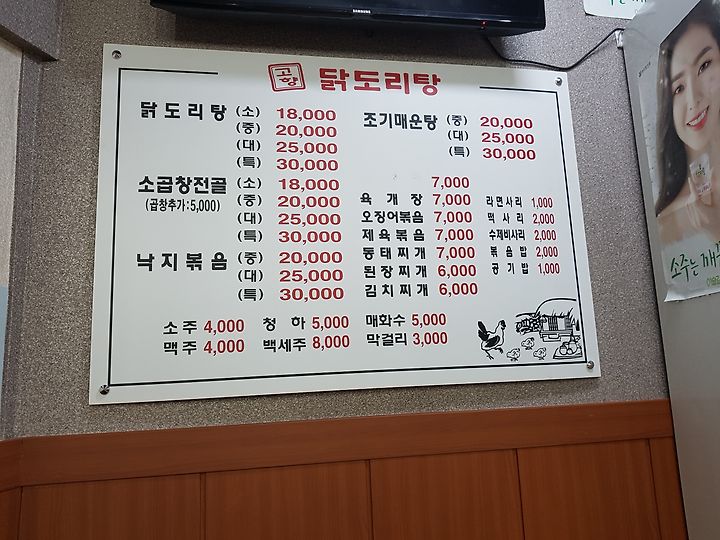 SAMSUNG
고향 닭도리탕
닭도리탕 (소) 18,000
(중) 20,000
(대) 25,000
(특) 30,000
조기매운탕 (중) 20,000
(대) 25,000
(특) 30,000
소곱창전골 (소) 18,000
(곱창추가:5,000) (중) 20,000
(대) 25,000
(특) 30,000
낙지볶음 (중) 20,000
(대) 25,000
(특) 30,000
7,000
육개장 7,000
오징어볶음 7,000
제육볶음 7,000
동태찌개 7,000
된장찌개 6,000
김치찌개 6,000
라면사리 1,000
떡사리 2,000
수제비사리 2,000
볶음밥 2,000
공기밥 1,000
소주 4,000 청하 5,000 매화수 5,000
맥주 4,000 백세주 8,000 막걸리 3,000
소주는